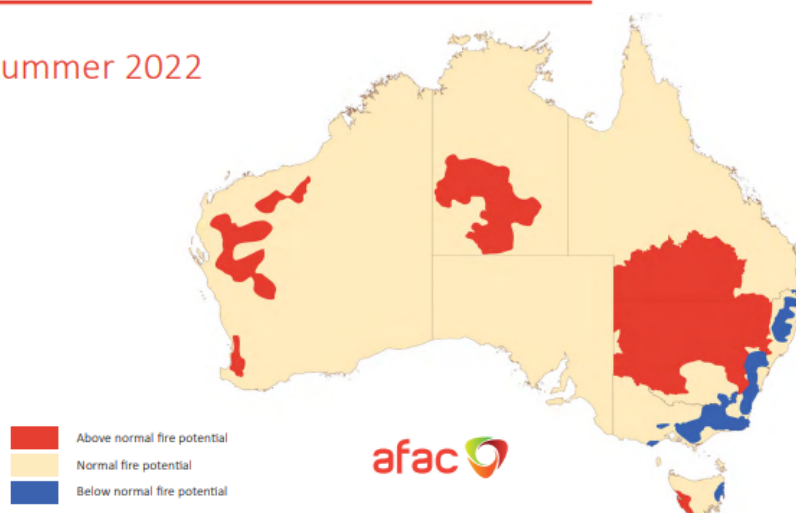 ummer 2022
Above normal fire potential
Normal fire potential
Below normal fire potential
afac